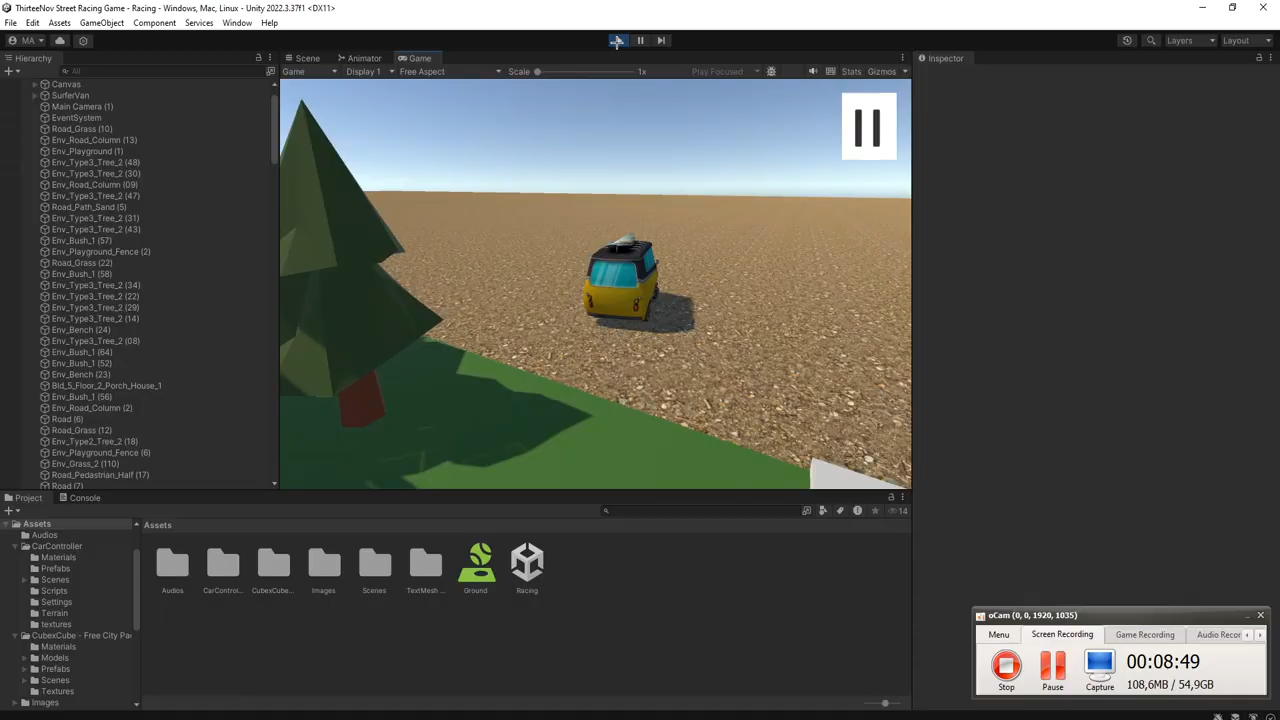 ThirteeNov Street Racing Game - Racing - Windows, Mac, Linux - Unity 2022.3.37f1 <DX11>
File Edit Assets GameObject Component Services Window Help
MA Layers Layout
Hierarchy Scene Animator Game Inspector
All Game Display 1 Free Aspect Scale 1x Play Focused Stats Gizmos
Canvas
SurferVan
Main Camera (1)
EventSystem
Road_Grass (10)
Env_Road_Column (13)
Env_Playground (1)
Env_Type3_Tree_2 (48)
Env_Type3_Tree_2 (30)
Env_Road_Column (09)
Env_Type3_Tree_2 (47)
Road_Path_Sand (5)
Env_Type3_Tree_2 (31)
Env_Type3_Tree_2 (43)
Env_Bush_1 (57)
Env_Playground_Fence (2)
Road_Grass (22)
Env_Bush_1 (58)
Env_Type3_Tree_2 (34)
Env_Type3_Tree_2 (22)
Env_Type3_Tree_2 (29)
Env_Type3_Tree_2 (14)
Env_Bench (24)
Env_Type3_Tree_2 (08)
Env_Bush_1 (64)
Env_Bush_1 (52)
Env_Bench (23)
Bld_5_Floor_2_Porch_House_1
Env_Bush_1 (56)
Env_Road_Column (2)
Road (6)
Road_Grass (12)
Env_Type2_Tree_2 (18)
Env_Playground_Fence (6)
Env_Grass_2 (110)
Road_Pedastrian_Half (17)
Road (7)
Project Console
14
Assets
Audios
CarController
Materials
Prefabs
Scenes
Scripts
Settings
Terrain
textures
CubexCube - Free City Pa
Materials
Models
Prefabs
Scenes
Textures
Images
Assets
Audios CarControl... CubexCube... Images Scenes TextMesh ... Ground Racing
oCam (0, 0, 1920, 1035)
Menu Screen Recording Game Recording Audio Recor
Stop Pause Capture
00:08:49
108,6MB / 54,9GB